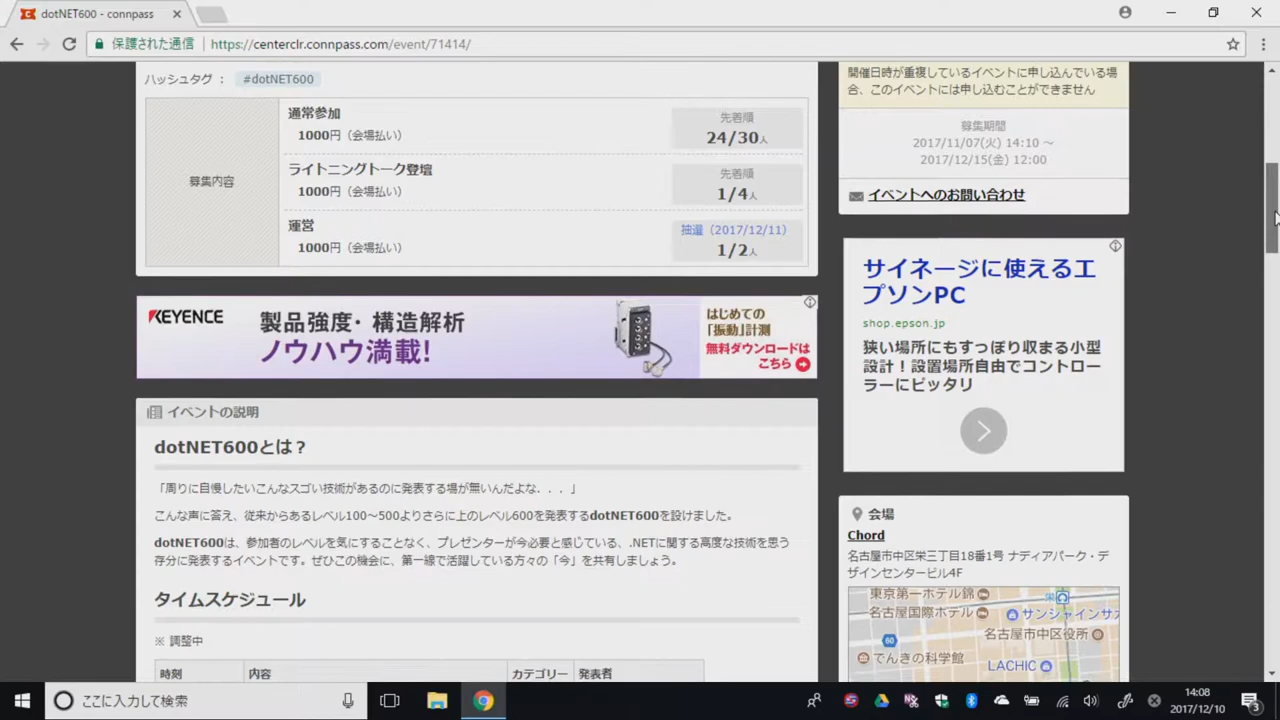 dotNET600 - connpass
保護された通信
https://centerclr.connpass.com/event/71414/
ハッシュタグ ：
#dotNET600
募集内容
通常参加
1000円（会場払い）
先着順
24/30人
ライトニングトーク登壇
1000円（会場払い）
先着順
1/4人
運営
1000円（会場払い）
抽選（2017/12/11）
1/2人
KEYENCE
製品強度・構造解析
ノウハウ満載!
はじめての
「振動」計測
無料ダウンロードは
こちら
イベントの説明
dotNET600とは？
「周りに自慢したいこんなスゴい技術があるのに発表する場が無いんだよな．．．」
こんな声に答え、従来からあるレベル100〜500よりさらに上のレベル600を発表するdotNET600を設けました。
dotNET600は、参加者のレベルを気にすることなく、プレゼンターが今必要と感じている、.NETに関する高度な技術を思う
存分に発表するイベントです。ぜひこの機会に、第一線で活躍している方々の「今」を共有しましょう。
タイムスケジュール
※ 調整中
時刻
内容
カテゴリー
発表者
開催日時が重複しているイベントに申し込んでいる場
合、このイベントには申し込むことができません
募集期間
2017/11/07(火) 14:10 〜
2017/12/15(金) 12:00
イベントへのお問い合わせ
サイネージに使えるエ
プソンPC
shop.epson.jp
狭い場所にもすっぽり収まる小型
設計！設置場所自由でコントロー
ラーにピッタリ
会場
Chord
名古屋市中区栄三丁目18番1号 ナディアパーク・デ
ザインセンタービル4F
東京第一ホテル錦
栄
名古屋国際ホテル
サンシャインサカ
60
名古屋市中区役所
でんきの科学館
LACHIC
ここに入力して検索
14:08
2017/12/10
3